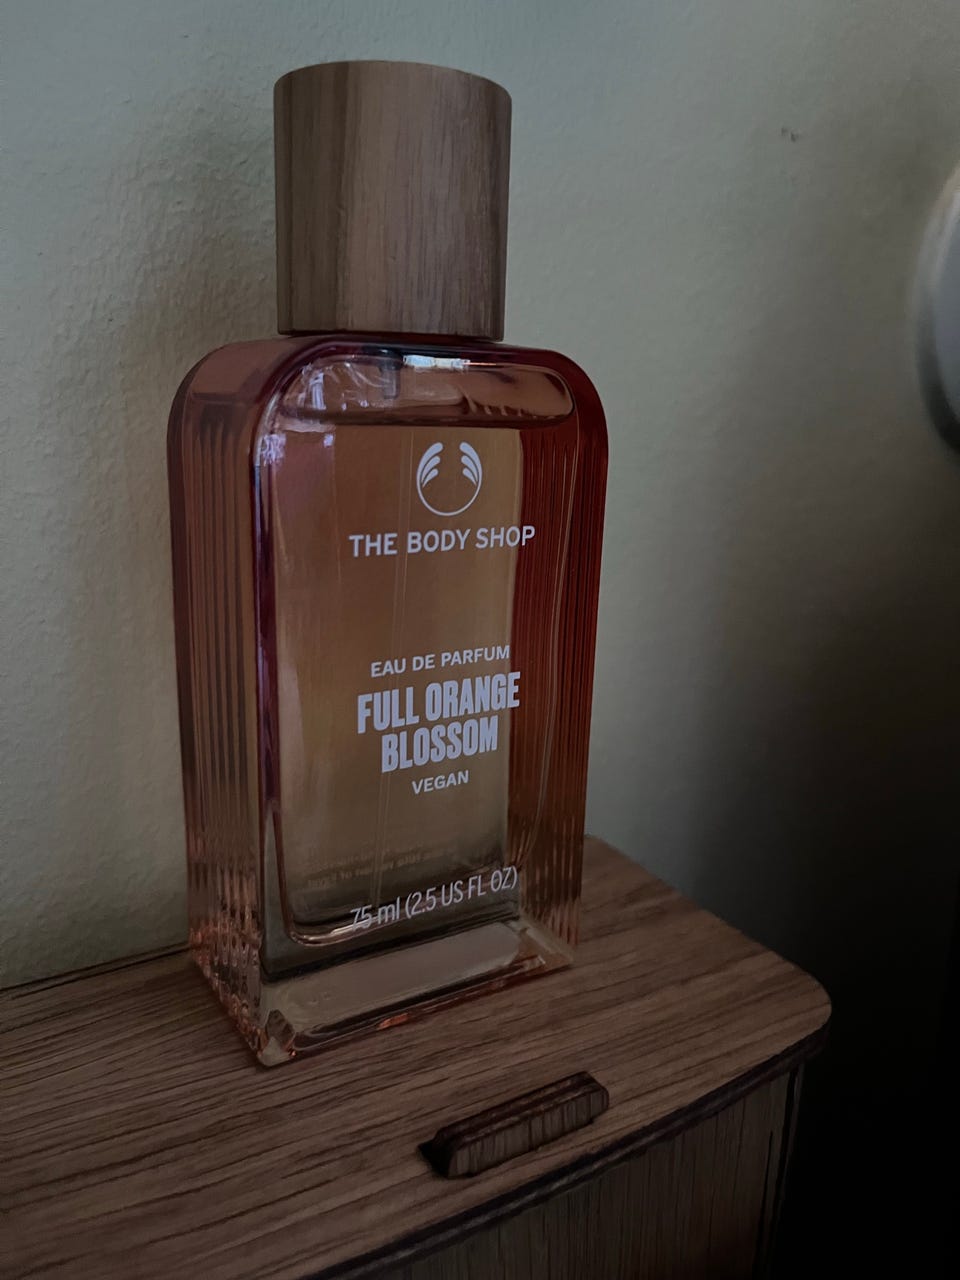 THE BODY SHOP
EAU DE PARFUM
FULL ORANGE
BLOSSOM
VEGAN
75 ml (2.5 US FL OZ)